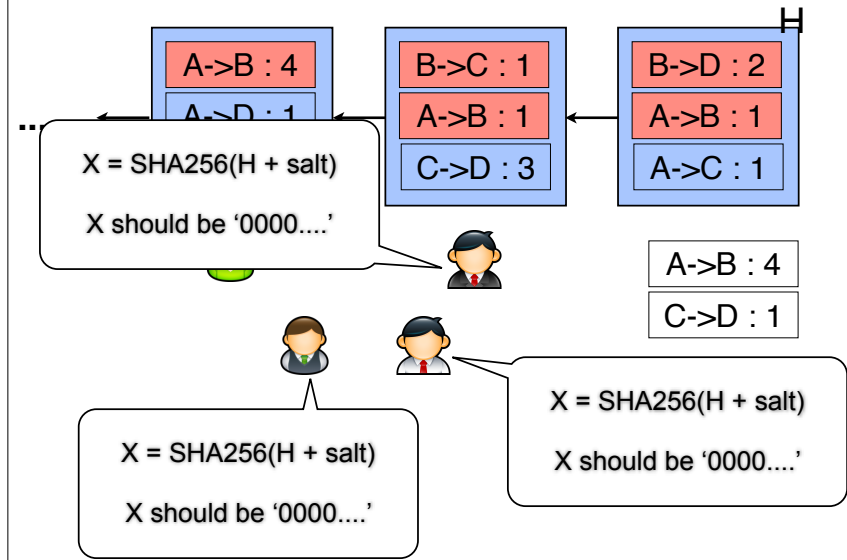 H
A->B : 4
A->D : 1
B->C : 1
A->B : 1
C->D : 3
B->D : 2
A->B : 1
A->C : 1
...
X = SHA256(H + salt)
X should be ‘0000....’
A->B : 4
C->D : 1
X = SHA256(H + salt)
X should be ‘0000....’
X = SHA256(H + salt)
X should be ‘0000....’